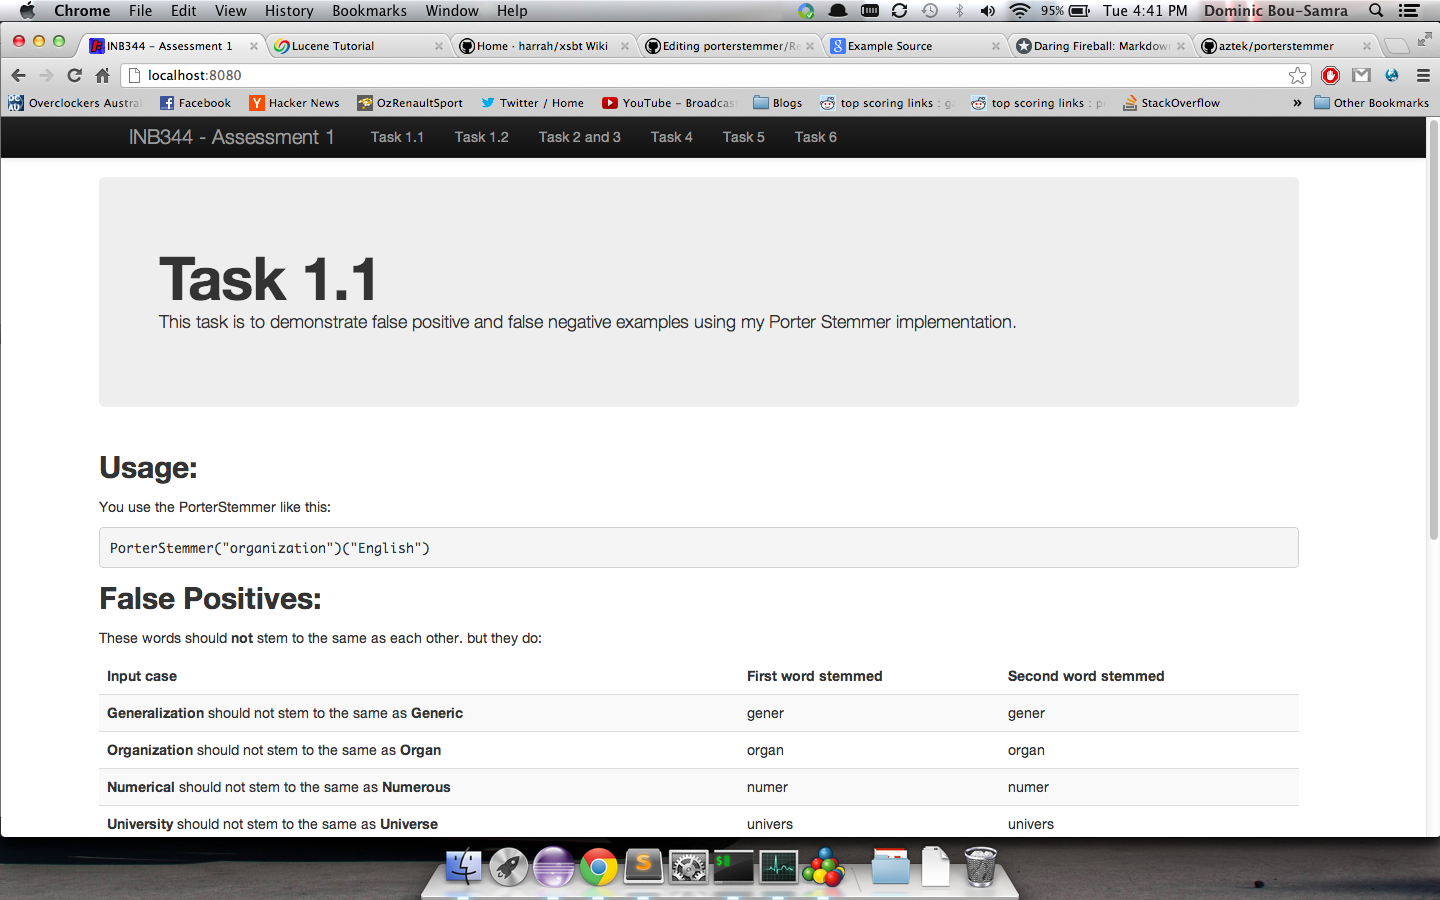 Chrome File Edit View History Bookmarks Window Help 95% Tue 4:41 PM Dominic Bou-Samra
INB344 - Assessment 1 Lucene Tutorial Home · harrah/xsbt Wiki Editing porterstemmer/Re Example Source Daring Fireball: Markdown aztek/porterstemmer
localhost:8080
Overclockers Austral Facebook Hacker News OzRenaultSport Twitter / Home YouTube - Broadcas Blogs top scoring links : g top scoring links : p StackOverflow » Other Bookmarks
INB344 - Assessment 1 Task 1.1 Task 1.2 Task 2 and 3 Task 4 Task 5 Task 6
Task 1.1
This task is to demonstrate false positive and false negative examples using my Porter Stemmer implementation.
Usage:
You use the PorterStemmer like this:
PorterStemmer("organization")("English")
False Positives:
These words should not stem to the same as each other. but they do:
Input case First word stemmed Second word stemmed
Generalization should not stem to the same as Generic gener gener
Organization should not stem to the same as Organ organ organ
Numerical should not stem to the same as Numerous numer numer
University should not stem to the same as Universe univers univers